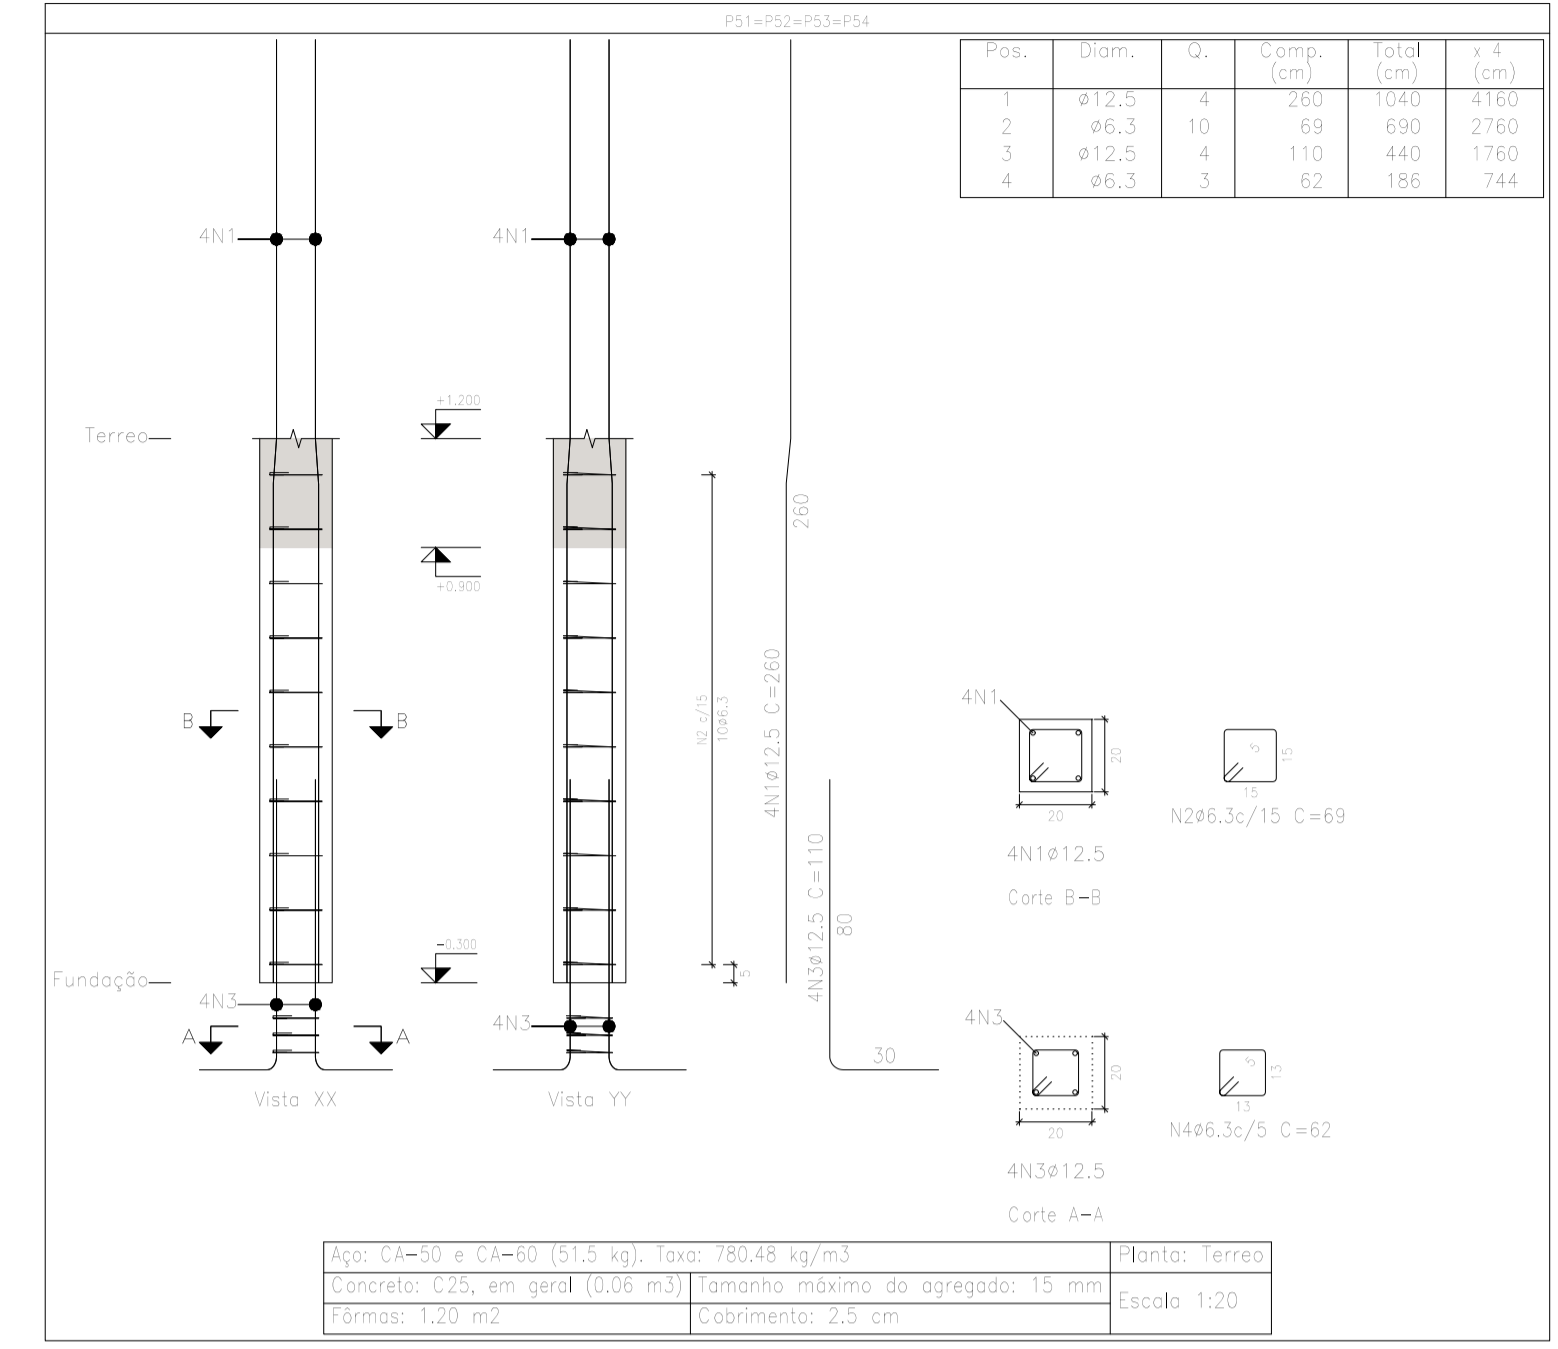 P51=P52=P53=P54
Pos. Diam. Q. Comp. (cm) Total (cm) x 4 (cm)
1 ø12.5 4 260 1040 4160
2 ø6.3 10 69 690 2760
3 ø12.5 4 110 440 1760
4 ø6.3 3 62 186 744
4N1
4N1
+1.200
Terreo
+0.900
260
B
B
N2 c/15
10ø6.3
4N1ø12.5 C=260
4N1
20
20
4N1ø12.5
Corte B-B
5
15
15
N2ø6.3c/15 C=69
4N3ø12.5 C=110
80
30
-0.300
5
Fundação
4N3
4N3
A
A
Vista XX
Vista YY
4N3
20
20
4N3ø12.5
Corte A-A
5
13
13
N4ø6.3c/5 C=62
Aço: CA-50 e CA-60 (51.5 kg). Taxa: 780.48 kg/m3
Planta: Terreo
Concreto: C25, em geral (0.06 m3)
Tamanho máximo do agregado: 15 mm
Escala 1:20
Fôrmas: 1.20 m2
Cobrimento: 2.5 cm